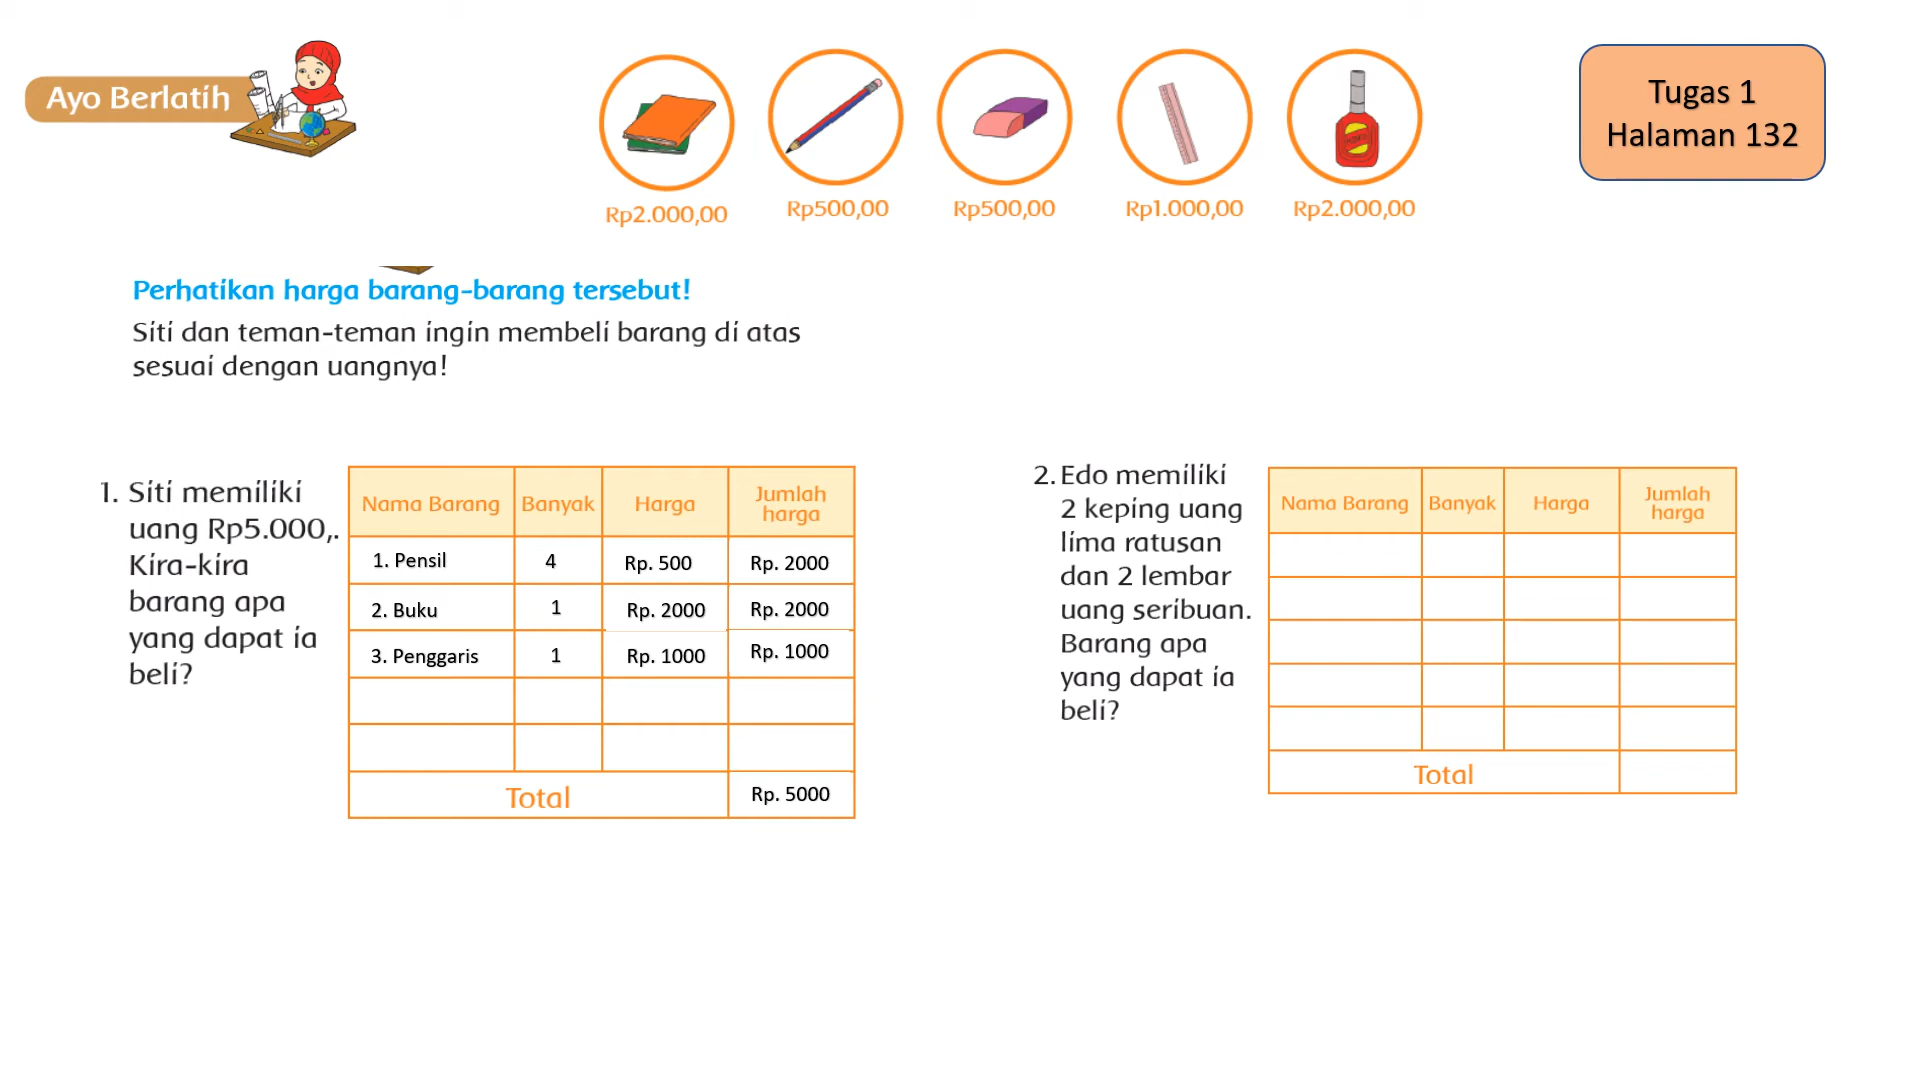 Ayo Berlatih
Rp2.000,00
Rp500,00
Rp500,00
Rp1.000,00
Rp2.000,00
Tugas 1
Halaman 132
Perhatikan harga barang-barang tersebut!
Siti dan teman-teman ingin membeli barang di atas
sesuai dengan uangnya!
1. Siti memiliki
uang Rp5.000,.
Kira-kira
barang apa
yang dapat ia
beli?
Nama Barang Banyak Harga Jumlah harga
1. Pensil 4 Rp. 500 Rp. 2000
2. Buku 1 Rp. 2000 Rp. 2000
3. Penggaris 1 Rp. 1000 Rp. 1000
Total Rp. 5000
2. Edo memiliki
2 keping uang
lima ratusan
dan 2 lembar
uang seribuan.
Barang apa
yang dapat ia
beli?
Nama Barang Banyak Harga Jumlah harga
Total